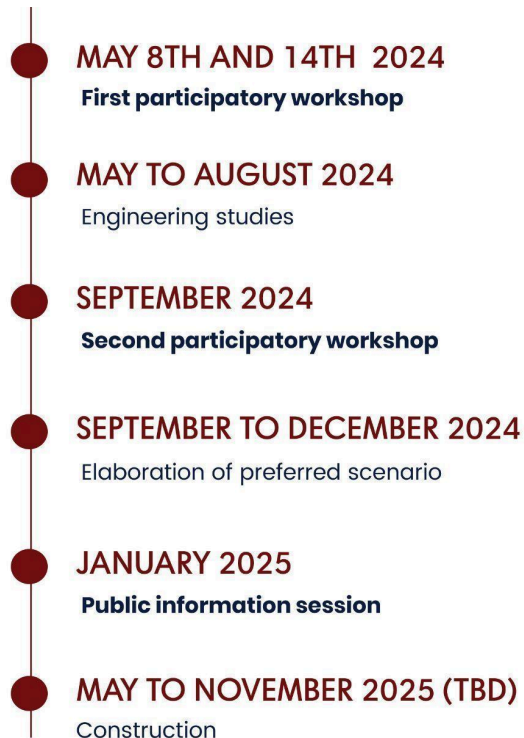 MAY 8TH AND 14TH 2024
First participatory workshop
MAY TO AUGUST 2024
Engineering studies
SEPTEMBER 2024
Second participatory workshop
SEPTEMBER TO DECEMBER 2024
Elaboration of preferred scenario
JANUARY 2025
Public information session
MAY TO NOVEMBER 2025 (TBD)
Construction